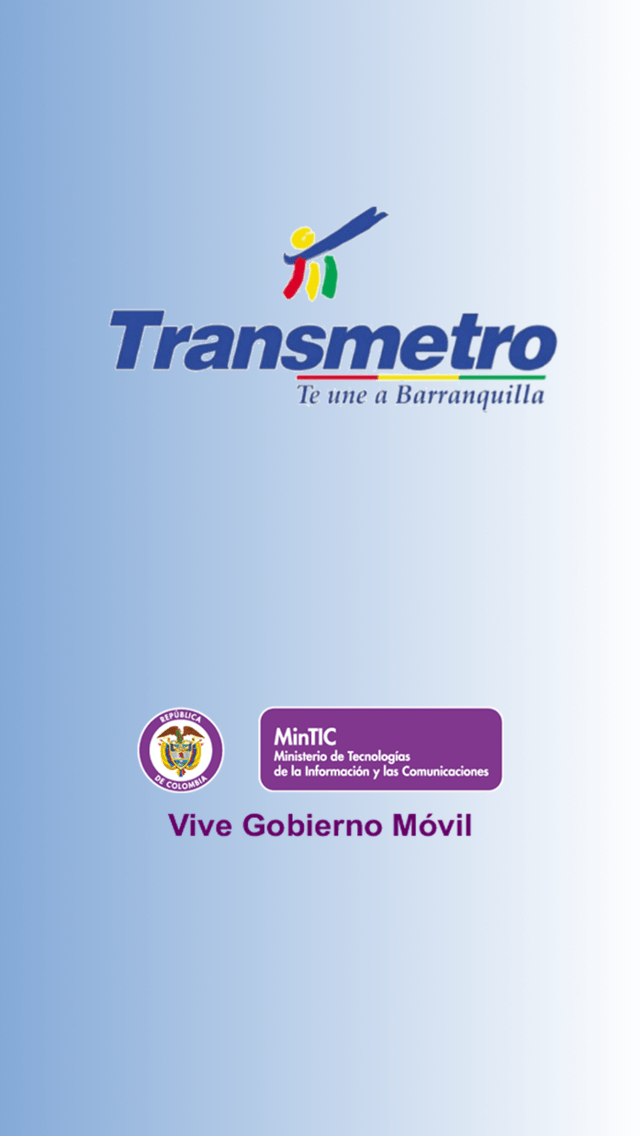 Transmetro
Te une a Barranquilla
REPÚBLICA
DE COLOMBIA
MinTIC
Ministerio de Tecnologías
de la Información y las Comunicaciones
Vive Gobierno Móvil